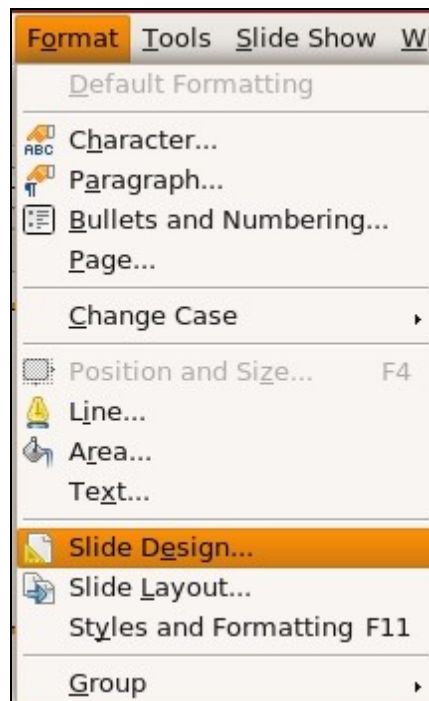 Format Tools Slide Show W
Default Formatting
ABC Character...
¶ Paragraph...
Bullets and Numbering...
Page...
Change Case
Position and Size... F4
Line...
Area...
Text...
Slide Design...
Slide Layout...
Styles and Formatting F11
Group